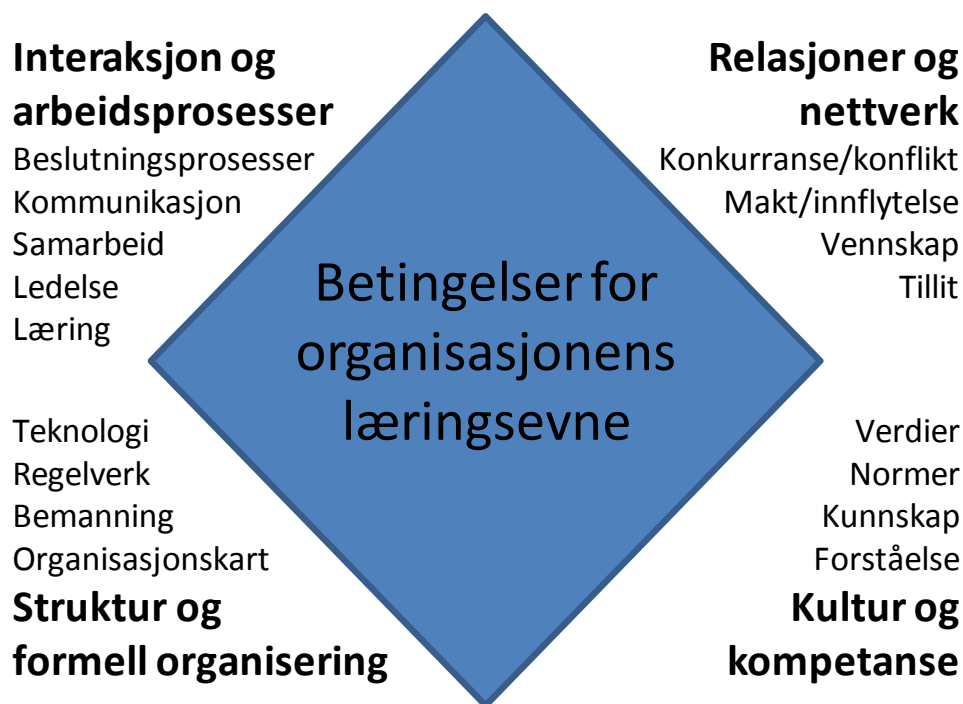 Interaksjon og
arbeidsprosesser
Beslutningsprosesser
Kommunikasjon
Samarbeid
Ledelse
Læring
Relasjoner og
nettverk
Konkurranse/konflikt
Makt/innflytelse
Vennskap
Tillit
Betingelser for
organisasjonens
læringsevne
Teknologi
Regelverk
Bemanning
Organisasjonskart
Struktur og
formell organisering
Verdier
Normer
Kunnskap
Forståelse
Kultur og
kompetanse